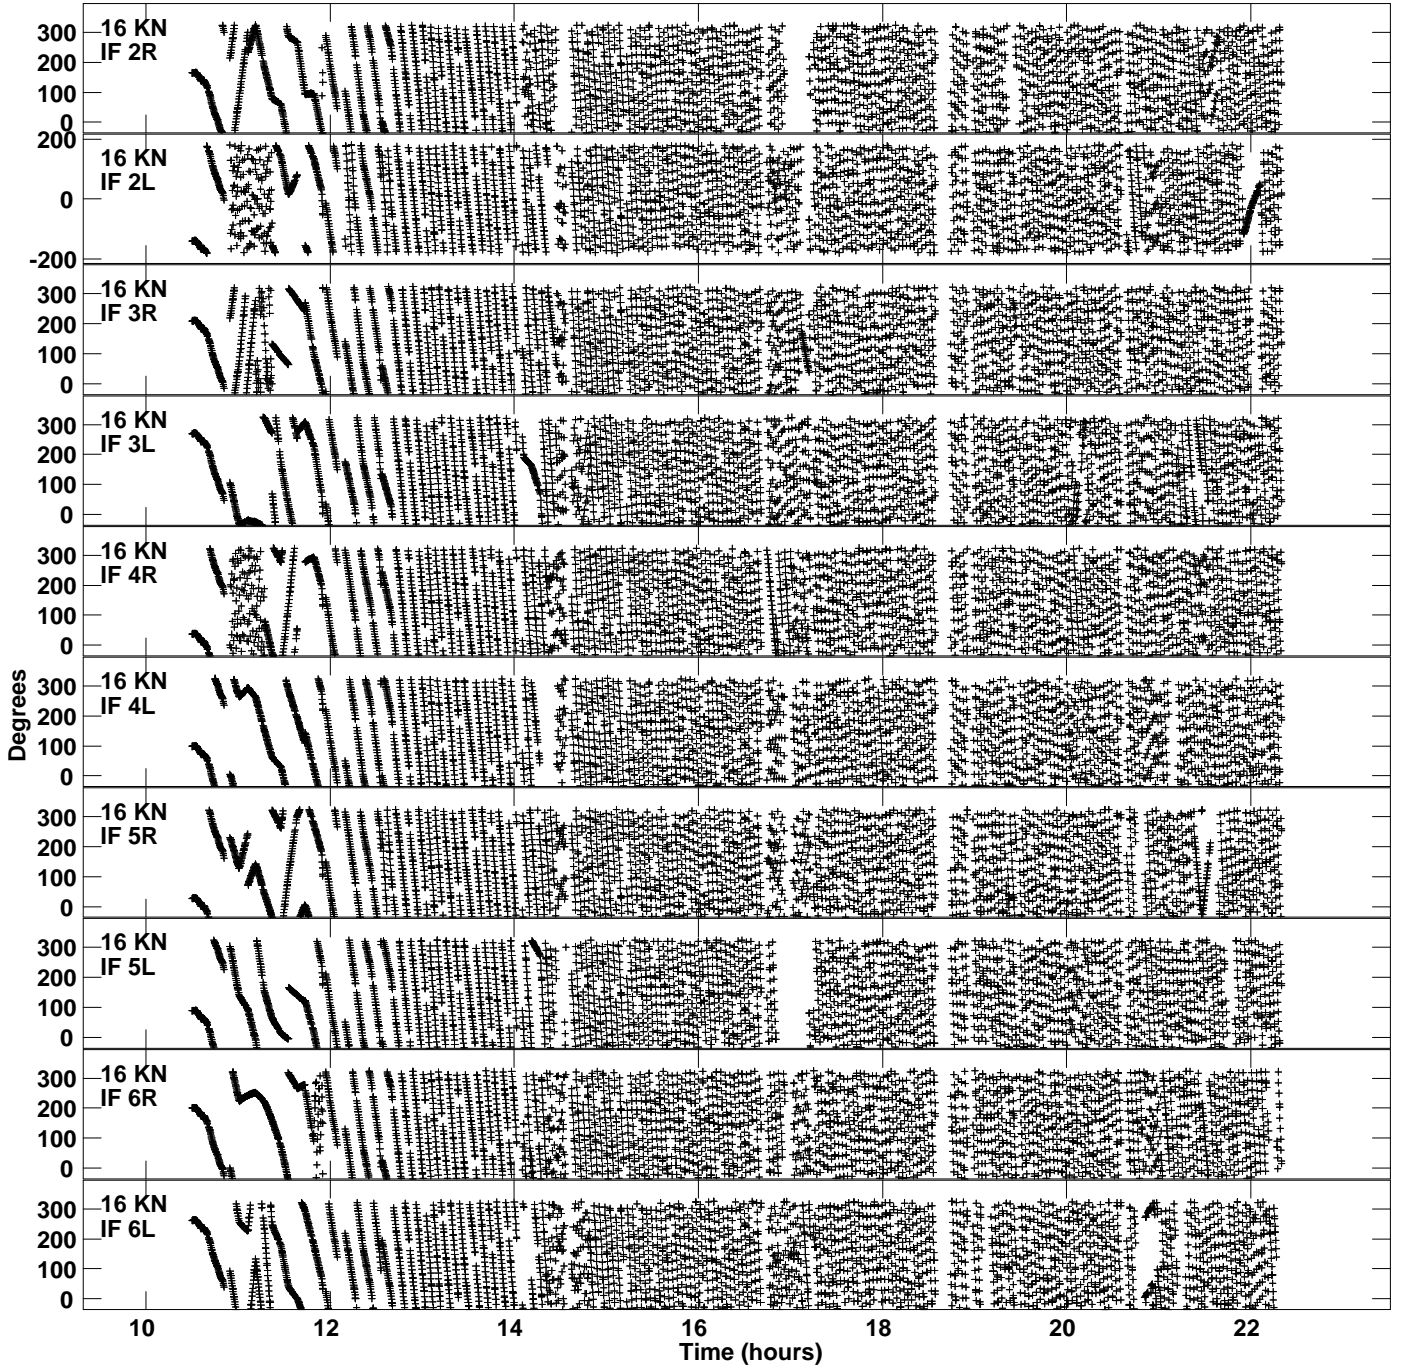 300 16 KN
200 IF 2R
100
0
200 16 KN
IF 2L
0
-200
300 16 KN
200 IF 3R
100
0
300 16 KN
200 IF 3L
100
0
300 16 KN
200 IF 4R
100
0
300 16 KN
200 IF 4L
100
0
300 16 KN
200 IF 5R
100
0
300 16 KN
200 IF 5L
100
0
300 16 KN
200 IF 6R
100
0
300 16 KN
200 IF 6L
100
0
Degrees
10 12 14 16 18 20 22
Time (hours)